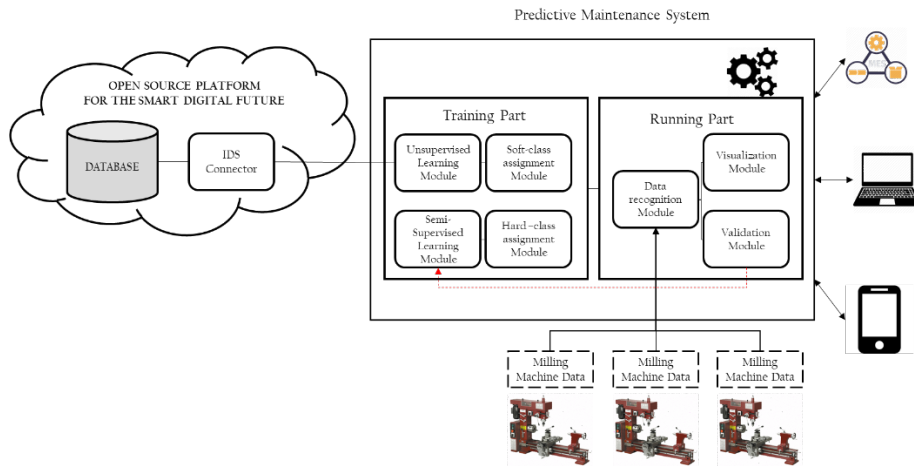 Predictive Maintenance System
OPEN SOURCE PLATFORM
FOR THE SMART DIGITAL FUTURE
DATABASE
IDS
Connector
Training Part
Unsupervised
Learning
Module
Soft-class
assignment
Module
Semi-
Supervised
Learning
Module
Hard-class
assignment
Module
Running Part
Data
recognition
Module
Visualization
Module
Validation
Module
MES
Milling
Machine Data
Milling
Machine Data
Milling
Machine Data